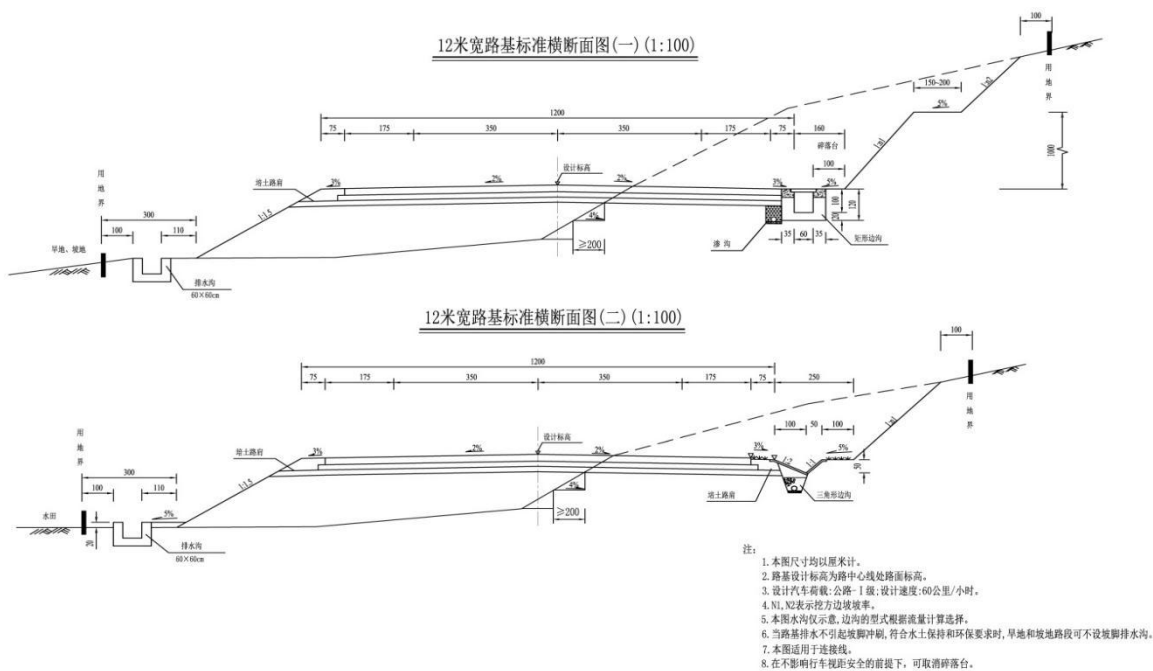 12米宽路基标准横断面图(一)(1:100)
100
用地界
150~200
1:n2
5%
1200
75
175
350
350
175
75
160
碎落台
100
1:n1
1000
用地界
设计标高
培土路肩
3%
2%
2%
3%
5%
100
120
20
300
1:1.5
4%
100
110
≥200
渗 沟
35
60
35
矩形边沟
旱地、坡地
排水沟
60×60cm
12米宽路基标准横断面图(二)(1:100)
100
用地界
1200
75
175
350
350
175
75
250
100
50
100
1:n1
用地界
设计标高
培土路肩
3%
2%
2%
3%
5%
1:2
1:1
50
300
1:1.5
4%
100
110
≥200
培土路肩
三角形边沟
水田
5%
20
排水沟
60×60cm
注:
1.本图尺寸均以厘米计。
2.路基设计标高为路中心线处路面标高。
3.设计汽车荷载:公路-Ⅰ级;设计速度:60公里/小时。
4.N1,N2表示挖方边坡坡率。
5.本图水沟仅示意,边沟的型式根据流量计算选择。
6.当路基排水不引起坡脚冲刷,符合水土保持和环保要求时,旱地和坡地路段可不设坡脚排水沟。
7.本图适用于连接线。
8.在不影响行车视距安全的前提下,可取消碎落台。